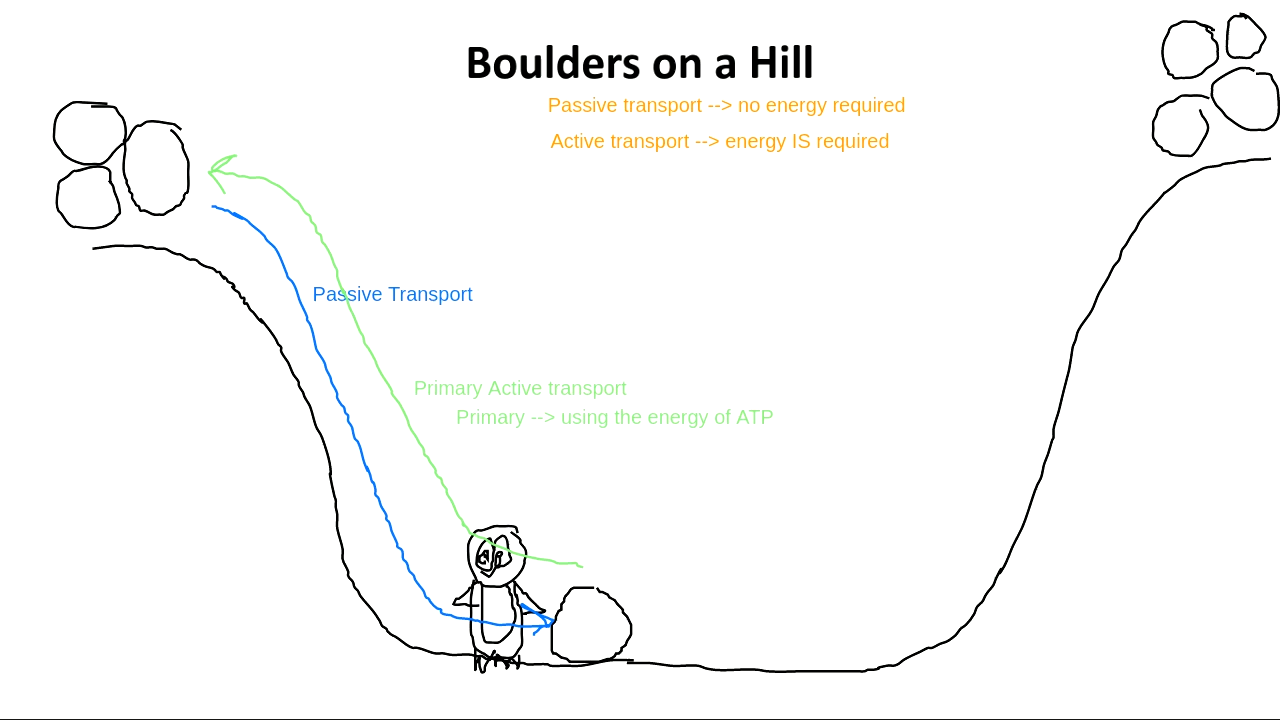 Boulders on a Hill
Passive transport --> no energy required
Active transport --> energy IS required
Passive Transport
Primary Active transport
Primary --> using the energy of ATP